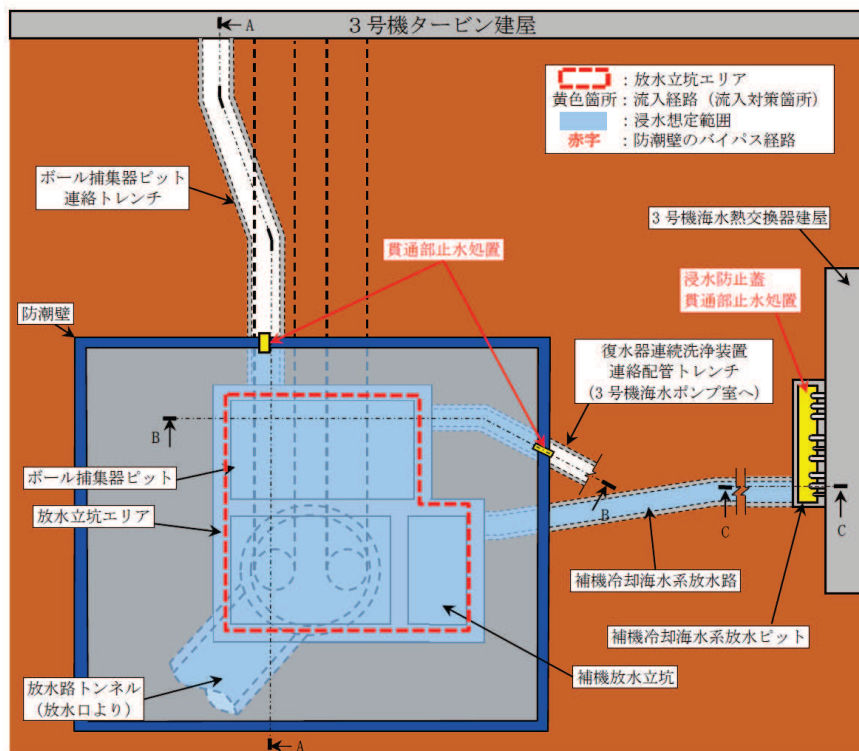 A
3号機タービン建屋
：放水立坑エリア
黄色箇所：流入経路（流入対策箇所）
：浸水想定範囲
赤字：防潮壁のバイパス経路
ボール捕集器ピット
連絡トレンチ
3号機海水熱交換器建屋
貫通部止水処置
浸水防止蓋
貫通部止水処置
防潮壁
復水器連続洗浄装置
連絡配管トレンチ
(3号機海水ポンプ室へ)
B
ボール捕集器ピット
B
C
C
放水立坑エリア
補機冷却海水系放水路
補機冷却海水系放水ピット
放水路トンネル
(放水口より)
補機放水立坑
A